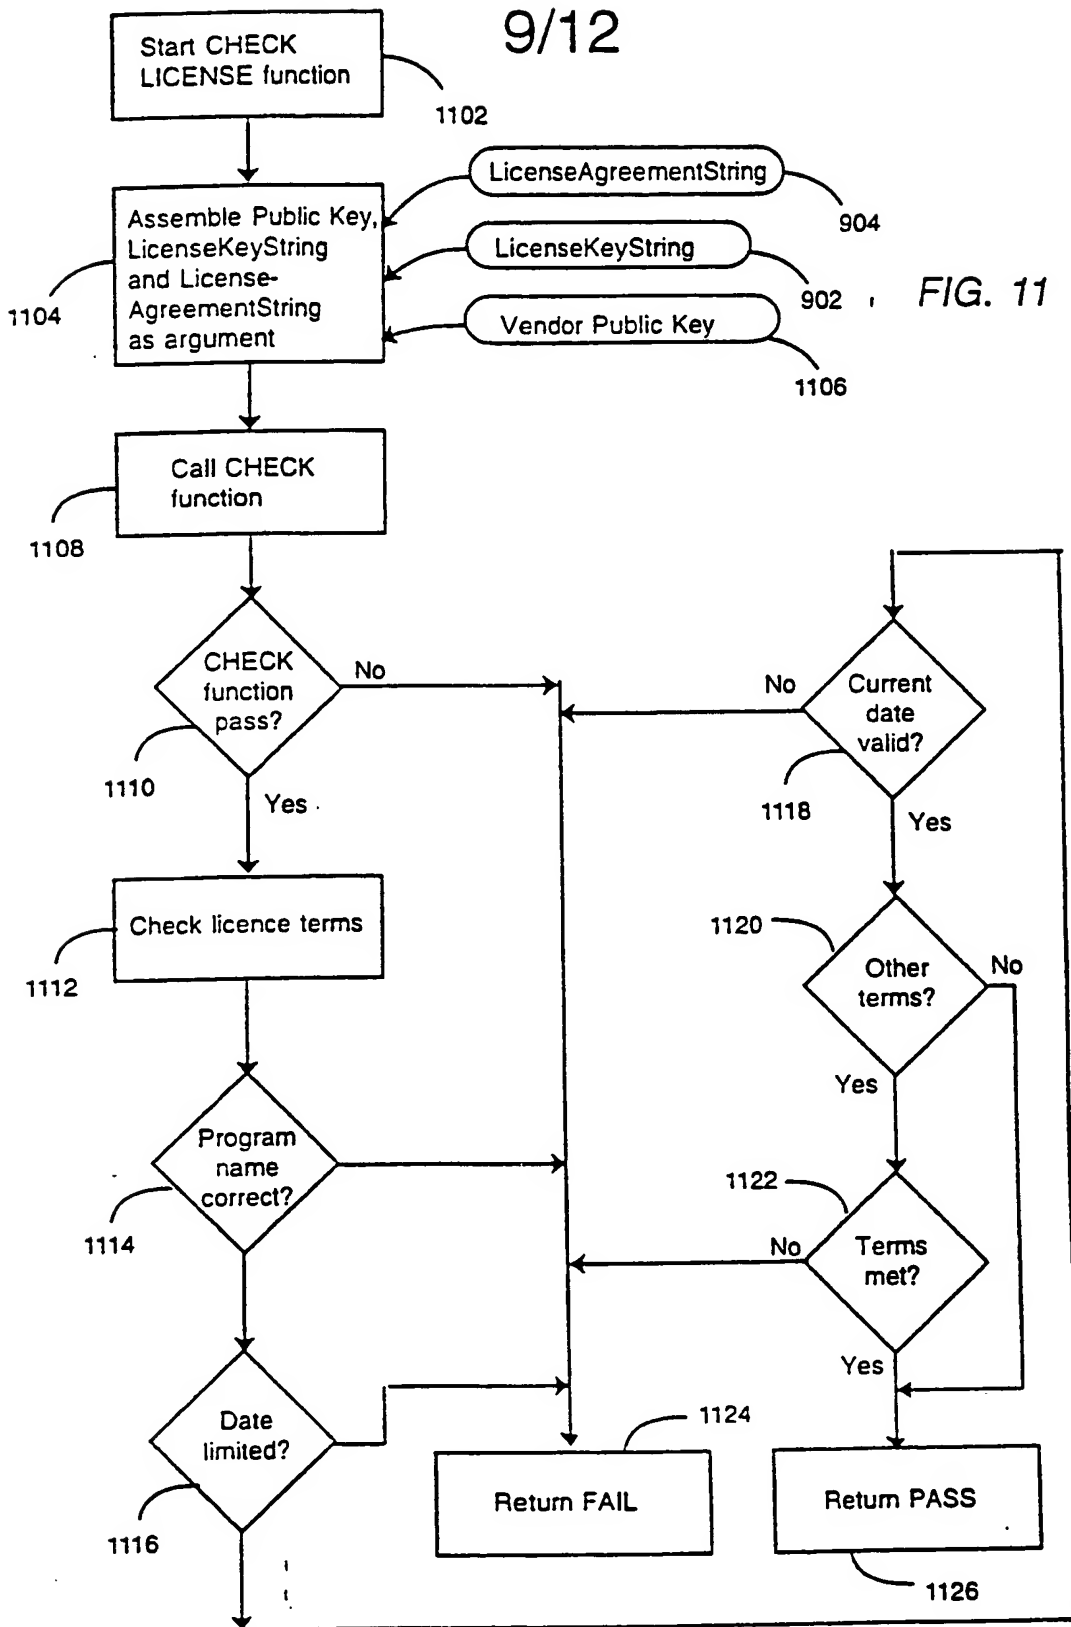 9/12
Start CHECK
LICENSE function
1102
LicenseAgreementString
904
Assemble Public Key,
LicenseKeyString
and License-
AgreementString
as argument
1104
LicenseKeyString
902
FIG. 11
Vendor Public Key
1106
Call CHECK
function
1108
CHECK
function
pass?
No
1110
Yes
No
Current
date
valid?
1118
Yes
Check licence terms
1112
1120
Other
terms?
No
Yes
Program
name
correct?
1114
1122
No
Terms
met?
Yes
Date
limited?
1116
1124
Return FAIL
Return PASS
1126